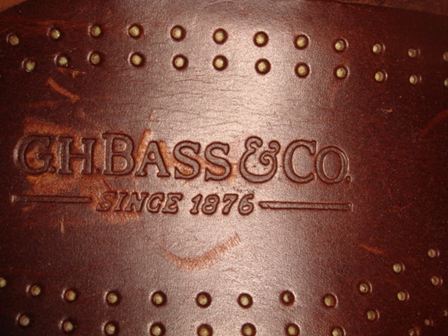 G.H.BASS & CO.
SINCE 1876